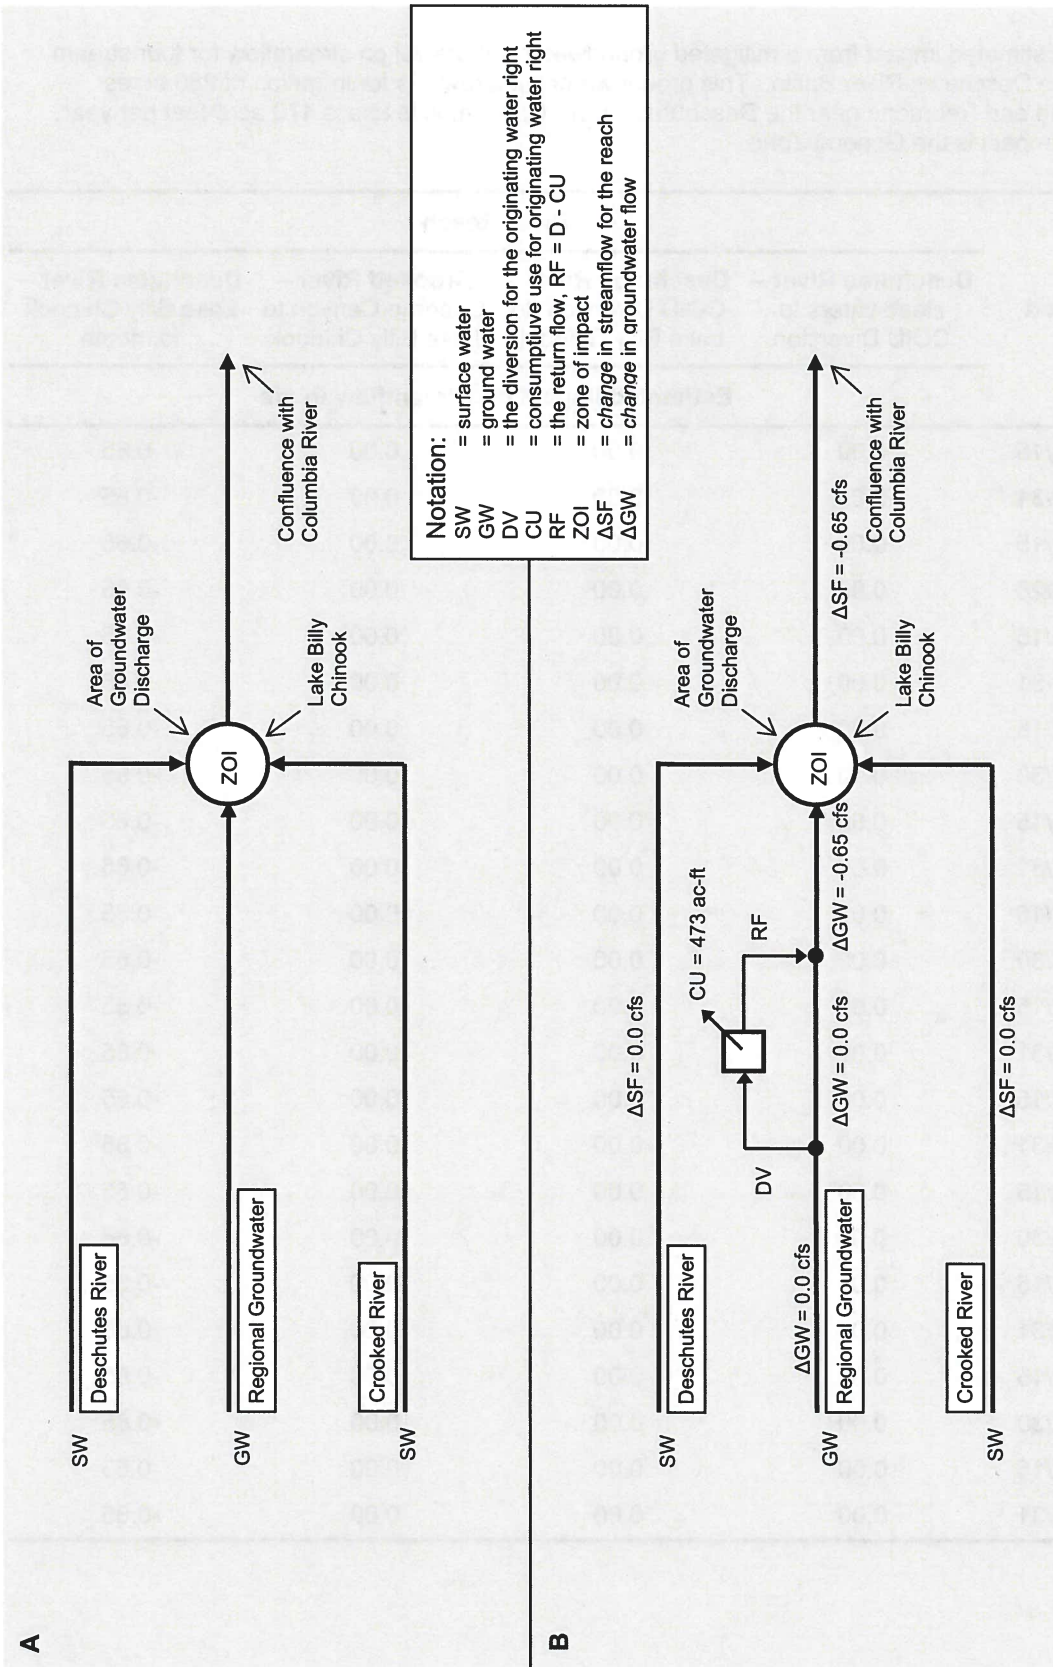 A
SW
Deschutes River
GW
Regional Groundwater
SW
Crooked River
Area of
Groundwater
Discharge
ZOI
Lake Billy
Chinook
Confluence with
Columbia River
Notation:
SW = surface water
GW = ground water
DV = the diversion for the originating water right
CU = consumptiuve use for originating water right
RF = the return flow, RF = D - CU
ZOI = zone of impact
ΔSF = change in streamflow for the reach
ΔGW = change in groundwater flow
B
SW
Deschutes River
ΔSF = 0.0 cfs
GW
Regional Groundwater
ΔGW = 0.0 cfs
DV
CU = 473 ac-ft
RF
ΔGW = 0.0 cfs
ΔGW = -0.65 cfs
SW
Crooked River
ΔSF = 0.0 cfs
Area of
Groundwater
Discharge
ZOI
Lake Billy
Chinook
ΔSF = -0.65 cfs
Confluence with
Columbia River